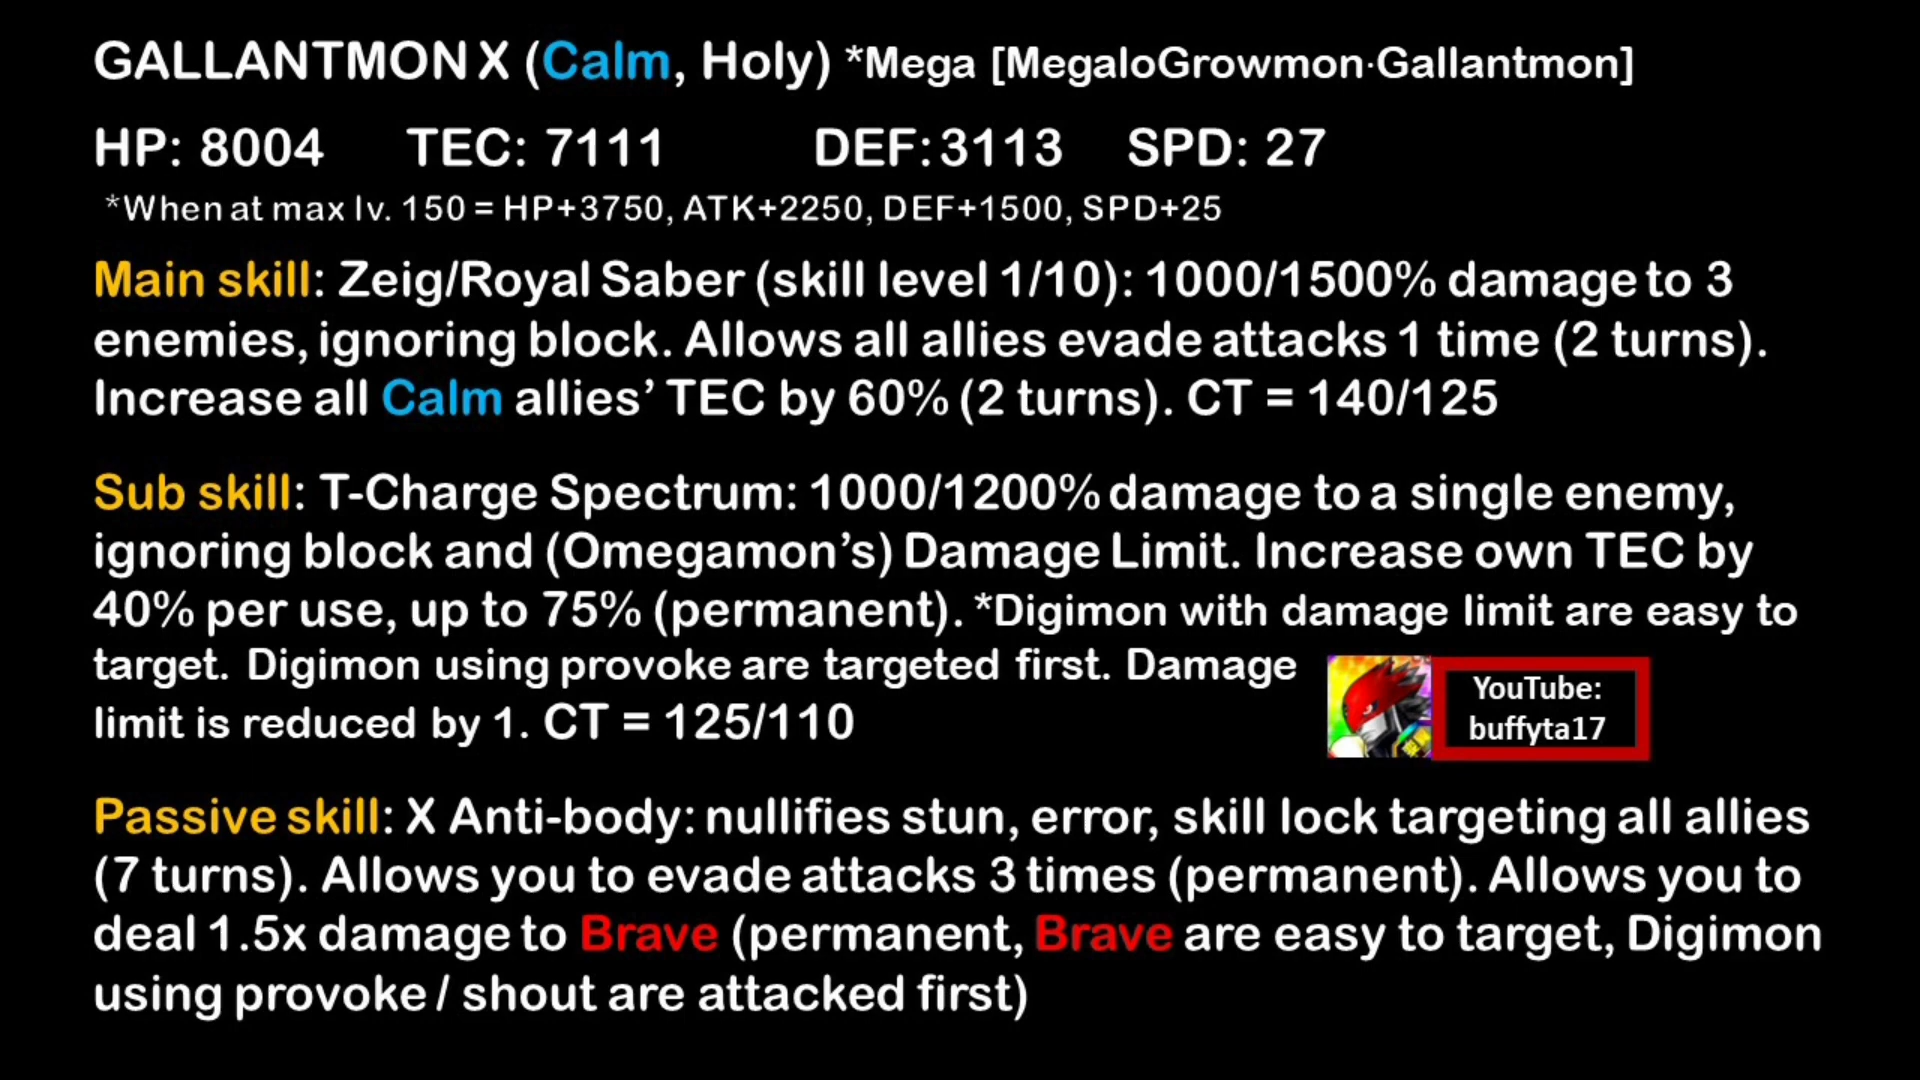 GALLANTMON X (Calm, Holy) *Mega [MegaloGrowmon·Gallantmon]
HP: 8004 TEC: 7111 DEF: 3113 SPD: 27
*When at max lv. 150 = HP+3750, ATK+2250, DEF+1500, SPD+25
Main skill: Zeig/Royal Saber (skill level 1/10): 1000/1500% damage to 3
enemies, ignoring block. Allows all allies evade attacks 1 time (2 turns).
Increase all Calm allies’ TEC by 60% (2 turns). CT = 140/125
Sub skill: T-Charge Spectrum: 1000/1200% damage to a single enemy,
ignoring block and (Omegamon’s) Damage Limit. Increase own TEC by
40% per use, up to 75% (permanent). *Digimon with damage limit are easy to
target. Digimon using provoke are targeted first. Damage
limit is reduced by 1. CT = 125/110
YouTube:
buffyta17
Passive skill: X Anti-body: nullifies stun, error, skill lock targeting all allies
(7 turns). Allows you to evade attacks 3 times (permanent). Allows you to
deal 1.5x damage to Brave (permanent, Brave are easy to target, Digimon
using provoke / shout are attacked first)